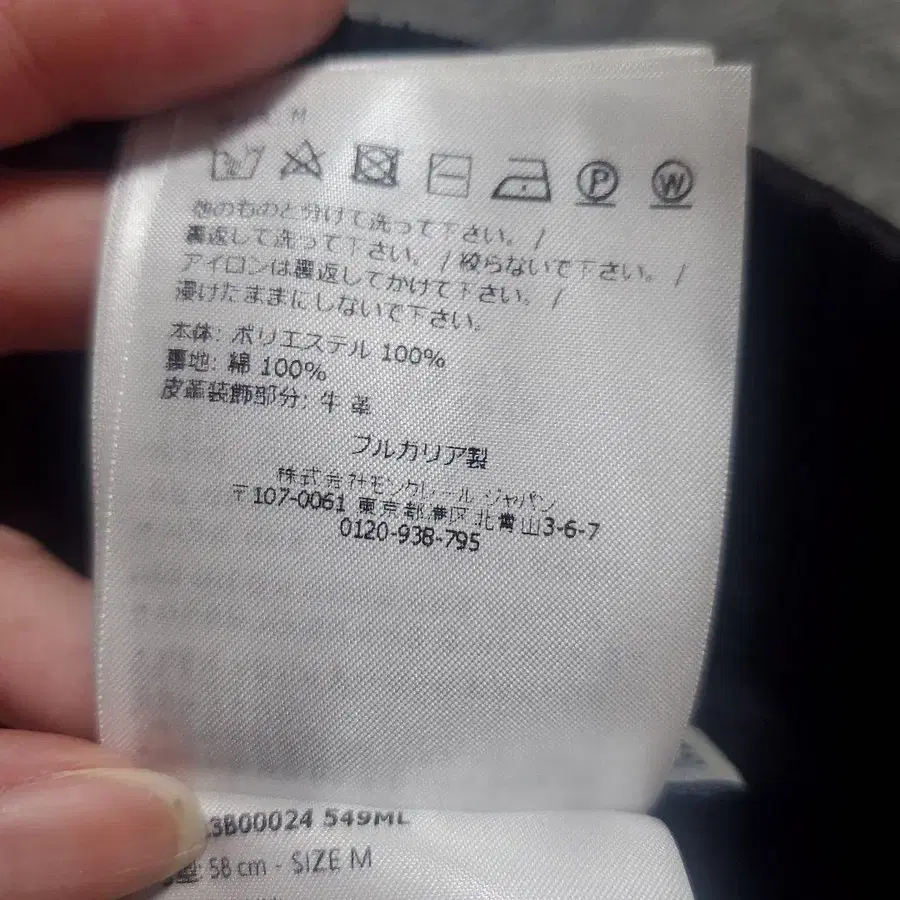 M
P W
他のものと分けて洗って下さい。 /
裏返して洗って下さい。 / 絞らないで下さい。 /
アイロンは裏返してかけて下さい。 /
浸けたままにしないで下さい。
本体: ポリエステル 100%
裏地: 綿 100%
皮革装飾部分: 牛革
ブルガリア製
株式会社モンクレール ジャパン
〒107-0061 東京都港区北青山3-6-7
0120-938-795
3B00024 549ML
型: 58 cm - SIZE M